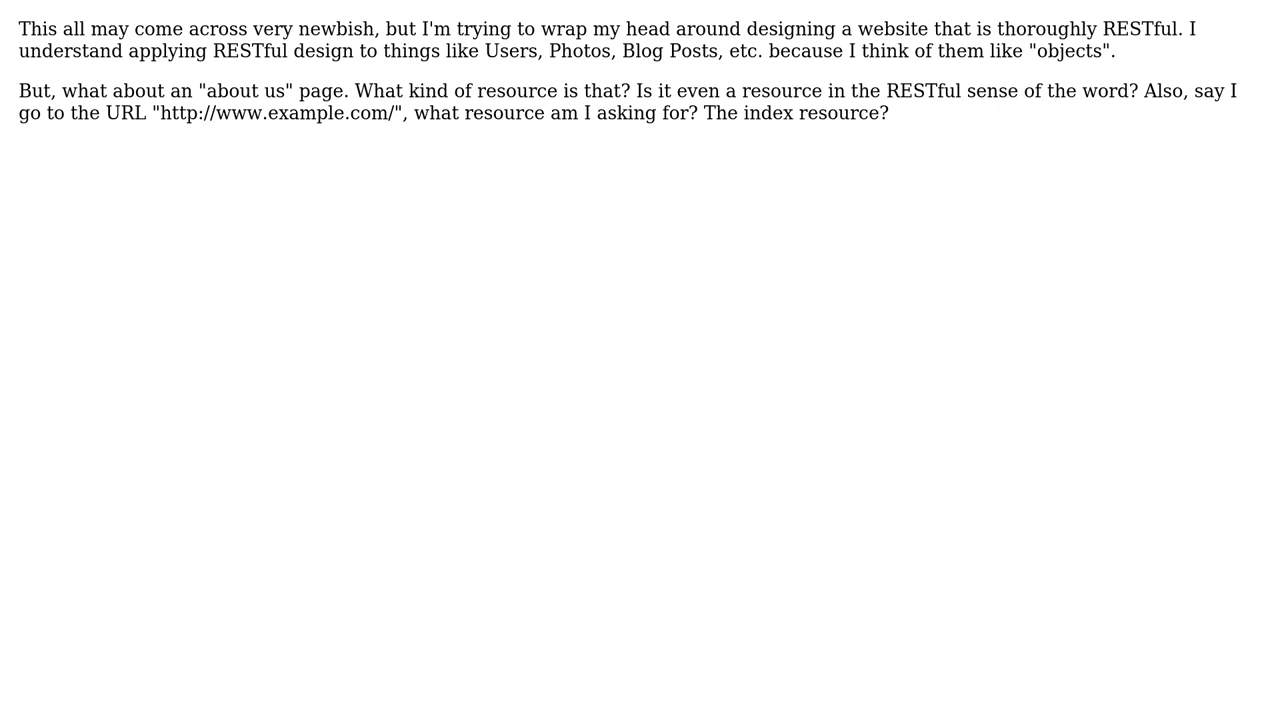 This all may come across very newbish, but I'm trying to wrap my head around designing a website that is thoroughly RESTful. I
understand applying RESTful design to things like Users, Photos, Blog Posts, etc. because I think of them like "objects".
But, what about an "about us" page. What kind of resource is that? Is it even a resource in the RESTful sense of the word? Also, say I
go to the URL "http://www.example.com/", what resource am I asking for? The index resource?